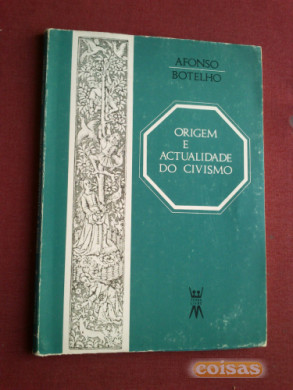 AFONSO
BOTELHO
ORIGEM
E
ACTUALIDADE
DO CIVISMO
coisas